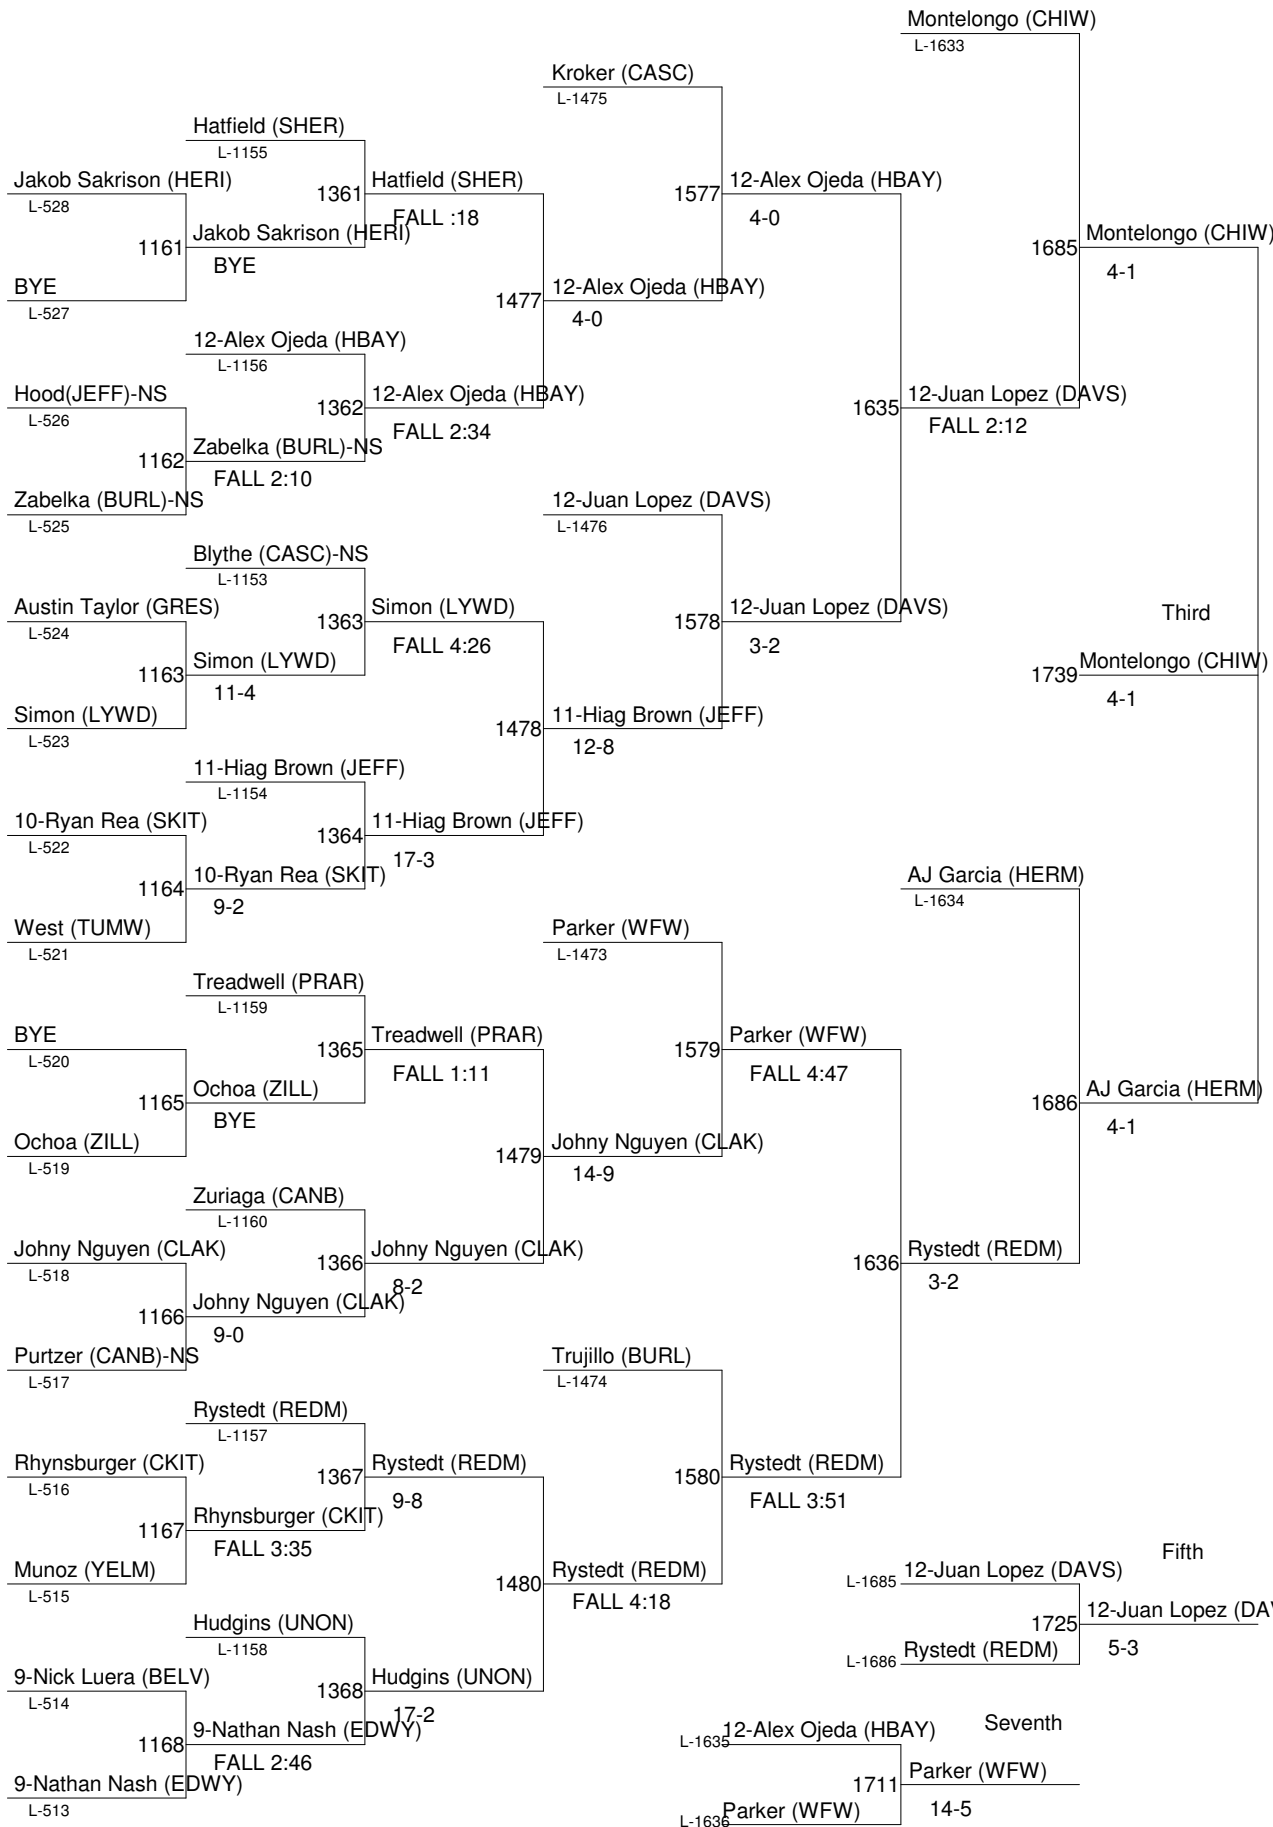 Montelongo (CHIW)
L-1633
Kroker (CASC)
L-1475
Hatfield (SHER)
L-1155
Jakob Sakrison (HERI)
L-528
1361
Hatfield (SHER)
FALL :18
1577
12-Alex Ojeda (HBAY)
4-0
1161
Jakob Sakrison (HERI)
BYE
1685
Montelongo (CHIW)
4-1
BYE
L-527
1477
12-Alex Ojeda (HBAY)
4-0
12-Alex Ojeda (HBAY)
L-1156
Hood(JEFF)-NS
L-526
1362
12-Alex Ojeda (HBAY)
FALL 2:34
1635
12-Juan Lopez (DAVS)
FALL 2:12
1162
Zabelka (BURL)-NS
FALL 2:10
Zabelka (BURL)-NS
L-525
12-Juan Lopez (DAVS)
L-1476
Blythe (CASC)-NS
L-1153
Austin Taylor (GRES)
L-524
1363
Simon (LYWD)
FALL 4:26
1578
12-Juan Lopez (DAVS)
3-2
Third
1163
Simon (LYWD)
11-4
1739
Montelongo (CHIW)
4-1
Simon (LYWD)
L-523
1478
11-Hiag Brown (JEFF)
12-8
11-Hiag Brown (JEFF)
L-1154
10-Ryan Rea (SKIT)
L-522
1364
11-Hiag Brown (JEFF)
17-3
1164
10-Ryan Rea (SKIT)
9-2
AJ Garcia (HERM)
L-1634
West (TUMW)
L-521
Parker (WFW)
L-1473
Treadwell (PRAR)
L-1159
BYE
L-520
1365
Treadwell (PRAR)
FALL 1:11
1579
Parker (WFW)
FALL 4:47
1165
Ochoa (ZILL)
BYE
1686
AJ Garcia (HERM)
4-1
Ochoa (ZILL)
L-519
1479
Johny Nguyen (CLAK)
14-9
Zuriaga (CANB)
L-1160
Johny Nguyen (CLAK)
L-518
1366
Johny Nguyen (CLAK)
8-2
1636
Rystedt (REDM)
3-2
1166
Johny Nguyen (CLAK)
9-0
Purtzer (CANB)-NS
L-517
Trujillo (BURL)
L-1474
Rystedt (REDM)
L-1157
Rhynsburger (CKIT)
L-516
1367
Rystedt (REDM)
9-8
1580
Rystedt (REDM)
FALL 3:51
1167
Rhynsburger (CKIT)
FALL 3:35
Munoz (YELM)
L-515
1480
Rystedt (REDM)
FALL 4:18
Fifth
L-1685
12-Juan Lopez (DAVS)
1725
12-Juan Lopez (DAV
5-3
L-1686
Rystedt (REDM)
Hudgins (UNON)
L-1158
9-Nick Luera (BELV)
L-514
1368
Hudgins (UNON)
17-2
1168
9-Nathan Nash (EDWY)
FALL 2:46
9-Nathan Nash (EDWY)
L-513
Seventh
L-1635
12-Alex Ojeda (HBAY)
1711
Parker (WFW)
14-5
L-1636
Parker (WFW)